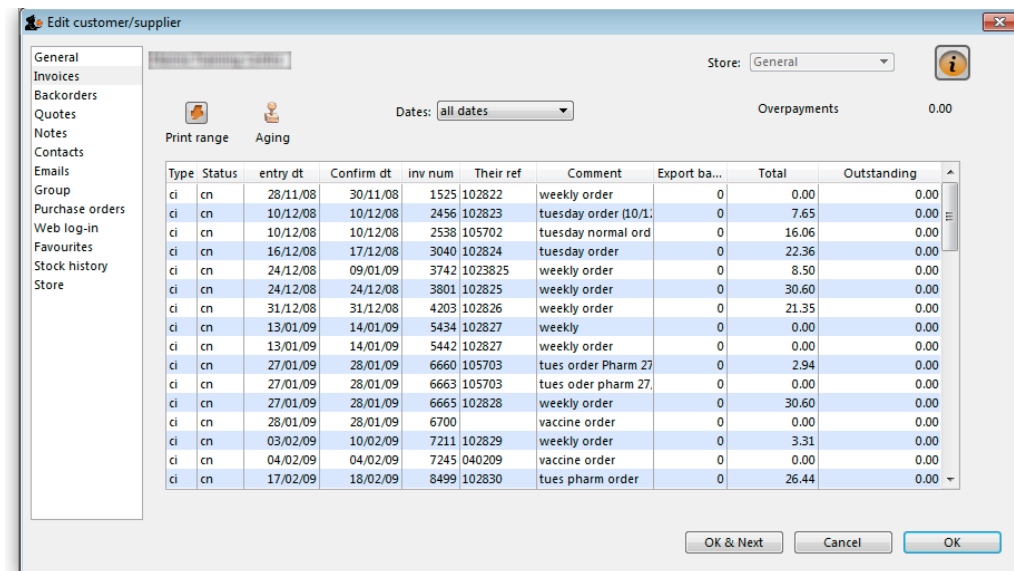 Edit customer/supplier
General
Invoices
Backorders
Quotes
Notes
Contacts
Emails
Group
Purchase orders
Web log-in
Favourites
Stock history
Store
Store: General
Print range Aging Dates: all dates Overpayments 0.00
Type Status entry dt Confirm dt inv num Their ref Comment Export ba... Total Outstanding
ci cn 28/11/08 30/11/08 1525 102822 weekly order 0 0.00 0.00
ci cn 10/12/08 10/12/08 2456 102823 tuesday order (10/1 0 7.65 0.00
ci cn 10/12/08 10/12/08 2538 105702 tuesday normal ord 0 16.06 0.00
ci cn 16/12/08 17/12/08 3040 102824 tuesday order 0 22.36 0.00
ci cn 24/12/08 09/01/09 3742 1023825 weekly order 0 8.50 0.00
ci cn 24/12/08 24/12/08 3801 102825 weekly order 0 30.60 0.00
ci cn 31/12/08 31/12/08 4203 102826 weekly order 0 21.35 0.00
ci cn 13/01/09 14/01/09 5434 102827 weekly 0 0.00 0.00
ci cn 13/01/09 14/01/09 5442 102827 weekly order 0 0.00 0.00
ci cn 27/01/09 28/01/09 6660 105703 tues order Pharm 27 0 2.94 0.00
ci cn 27/01/09 28/01/09 6663 105703 tues oder pharm 27, 0 0.00 0.00
ci cn 27/01/09 28/01/09 6665 102828 weekly order 0 30.60 0.00
ci cn 28/01/09 28/01/09 6700 vaccine order 0 0.00 0.00
ci cn 03/02/09 10/02/09 7211 102829 weekly order 0 3.31 0.00
ci cn 04/02/09 04/02/09 7245 040209 vaccine order 0 0.00 0.00
ci cn 17/02/09 18/02/09 8499 102830 tues pharm order 0 26.44 0.00
OK & Next Cancel OK